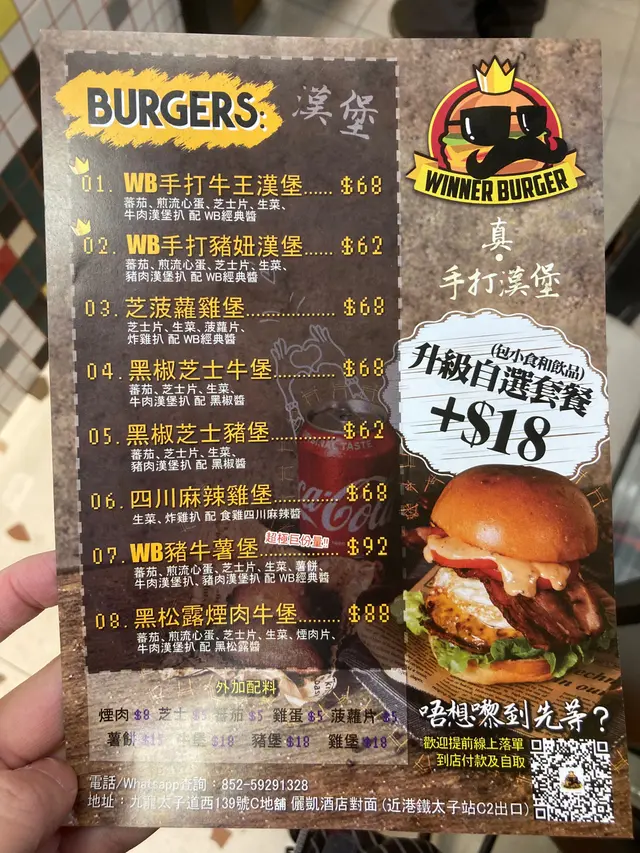 BURGERS: 漢堡
01. WB手打牛王漢堡...... $68
蕃茄、煎流心蛋、芝士片、生菜、
牛肉漢堡扒 配 WB經典醬
02. WB手打豬妞漢堡...... $62
蕃茄、煎流心蛋、芝士片、生菜、
豬肉漢堡扒 配 WB經典醬
03. 芝菠蘿雞堡................ $68
芝士片、生菜、菠蘿片、
炸雞扒 配 WB經典醬
04. 黑椒芝士牛堡............ $68
蕃茄、芝士片、生菜、
牛肉漢堡扒 配 黑椒醬
05. 黑椒芝士豬堡............ $62
蕃茄、芝士片、生菜、
豬肉漢堡扒 配 黑椒醬
06. 四川麻辣雞堡............ $68
生菜、炸雞扒 配 食雞四川麻辣醬
超極巨份量!!
07. WB豬牛薯堡............... $92
蕃茄、煎流心蛋、芝士片、生菜、薯餅、
牛肉漢堡扒、豬肉漢堡扒 配 WB經典醬
08. 黑松露煙肉牛堡......... $88
蕃茄、煎流心蛋、芝士片、生菜、煙肉片、
牛肉漢堡扒 配 黑松露醬
外加配料
煙肉 $8 芝士 $5 蕃茄 $5 雞蛋 $5 菠蘿片 $5
薯餅 牛堡 $18 豬堡 $18 雞堡 $18
電話/Whatsapp查詢：852-59291328
地址：九龍太子道西139號C地舖 儷凱酒店對面 (近港鐵太子站C2出口)
WINNER BURGER
真・
手打漢堡
(包小食和飲品)
升級自選套餐
+$18
唔想嚟到先等？
歡迎提前線上落單
到店付款及自取
TASTE
Coca-Cola